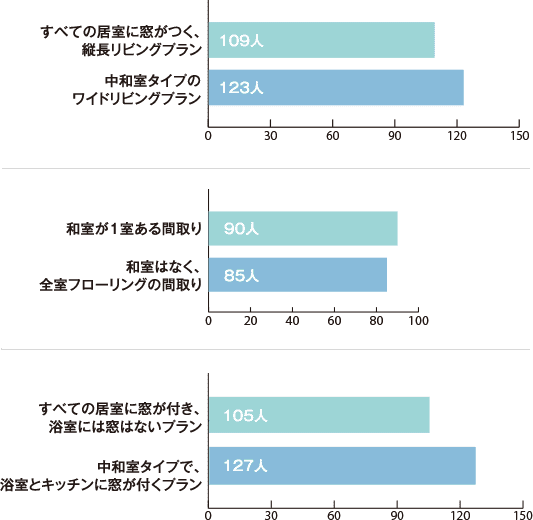 すべての居室に窓がつく、
縦長リビングプラン
109人
中和室タイプの
ワイドリビングプラン
123人
0 30 60 90 120 150
和室が1室ある間取り
90人
和室はなく、
全室フローリングの間取り
85人
0 20 40 60 80 100
すべての居室に窓が付き、
浴室には窓はないプラン
105人
中和室タイプで、
浴室とキッチンに窓が付くプラン
127人
0 30 60 90 120 150